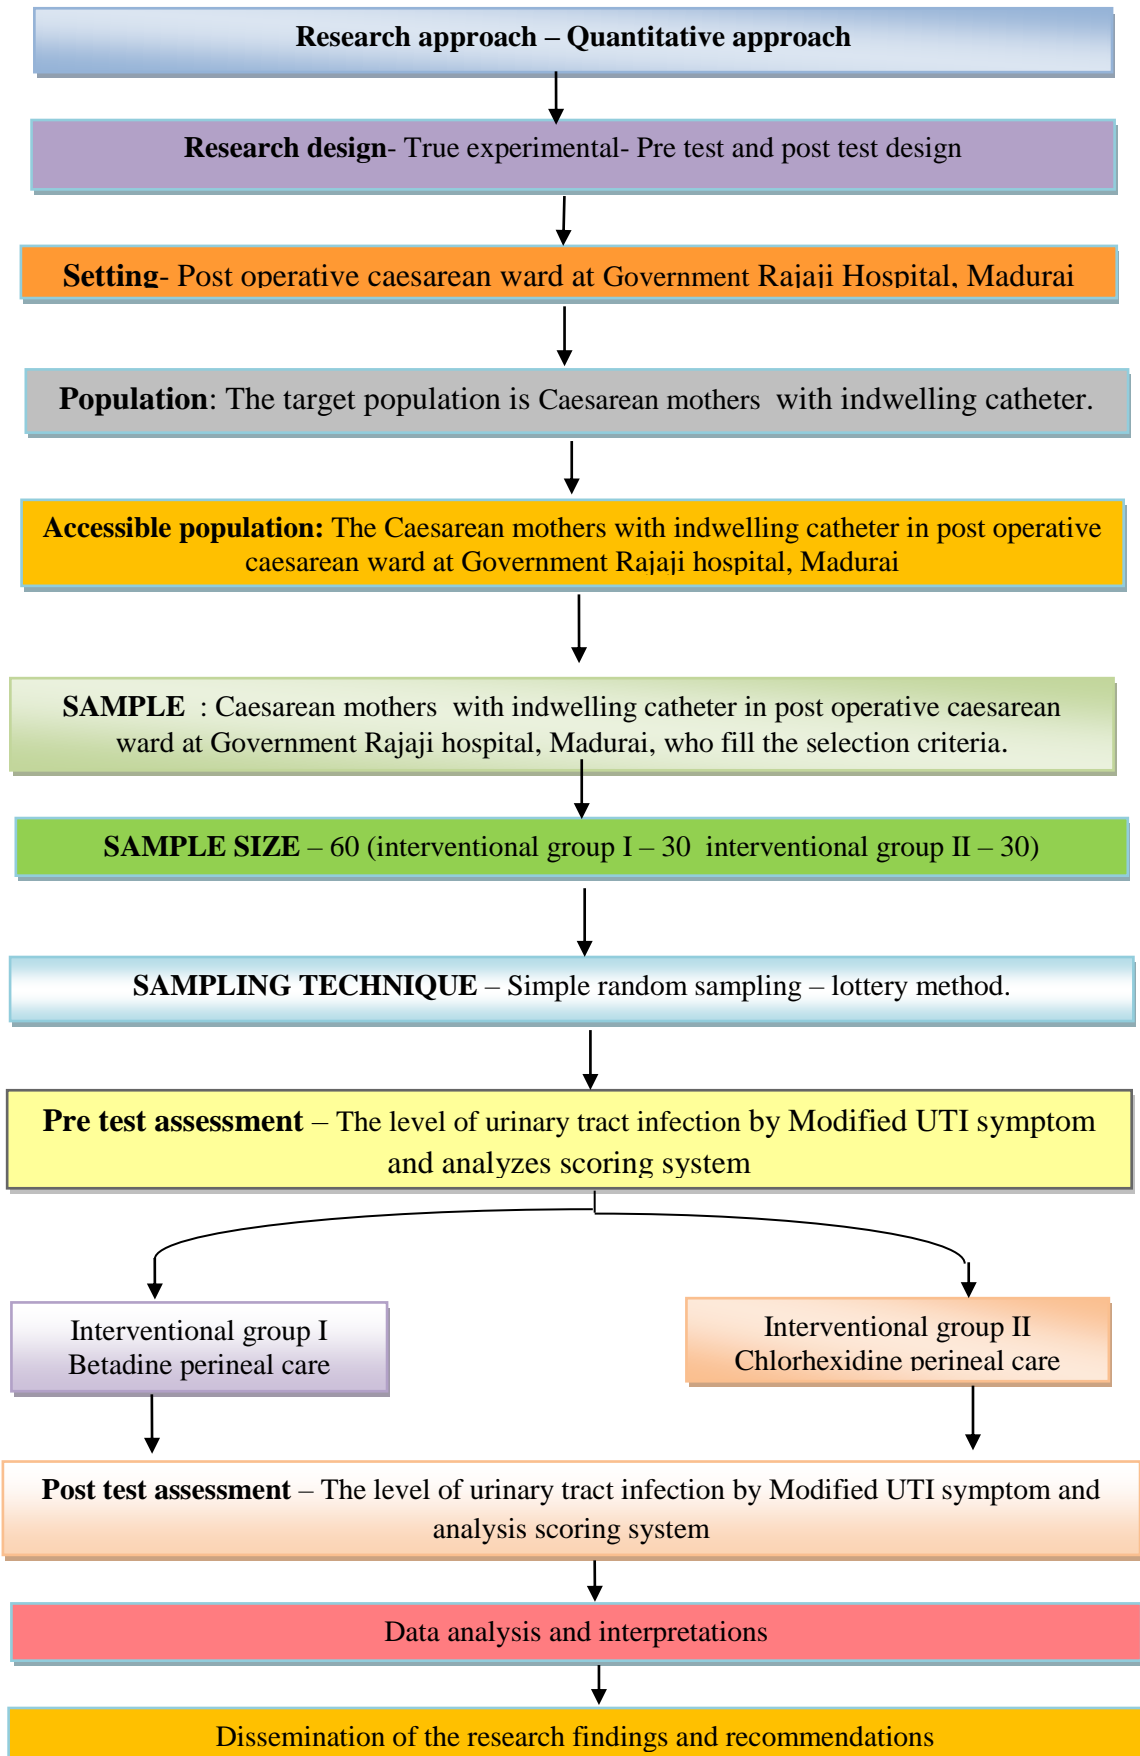 Research approach – Quantitative approach
Research design- True experimental- Pre test and post test design
Setting- Post operative caesarean ward at Government Rajaji Hospital, Madurai
Population: The target population is Caesarean mothers with indwelling catheter.
Accessible population: The Caesarean mothers with indwelling catheter in post operative
caesarean ward at Government Rajaji hospital, Madurai
SAMPLE : Caesarean mothers with indwelling catheter in post operative caesarean
ward at Government Rajaji hospital, Madurai, who fill the selection criteria.
SAMPLE SIZE – 60 (interventional group I – 30 interventional group II – 30)
SAMPLING TECHNIQUE – Simple random sampling – lottery method.
Pre test assessment – The level of urinary tract infection by Modified UTI symptom
and analyzes scoring system
Interventional group I
Betadine perineal care
Interventional group II
Chlorhexidine perineal care
Post test assessment – The level of urinary tract infection by Modified UTI symptom and
analysis scoring system
Data analysis and interpretations
Dissemination of the research findings and recommendations